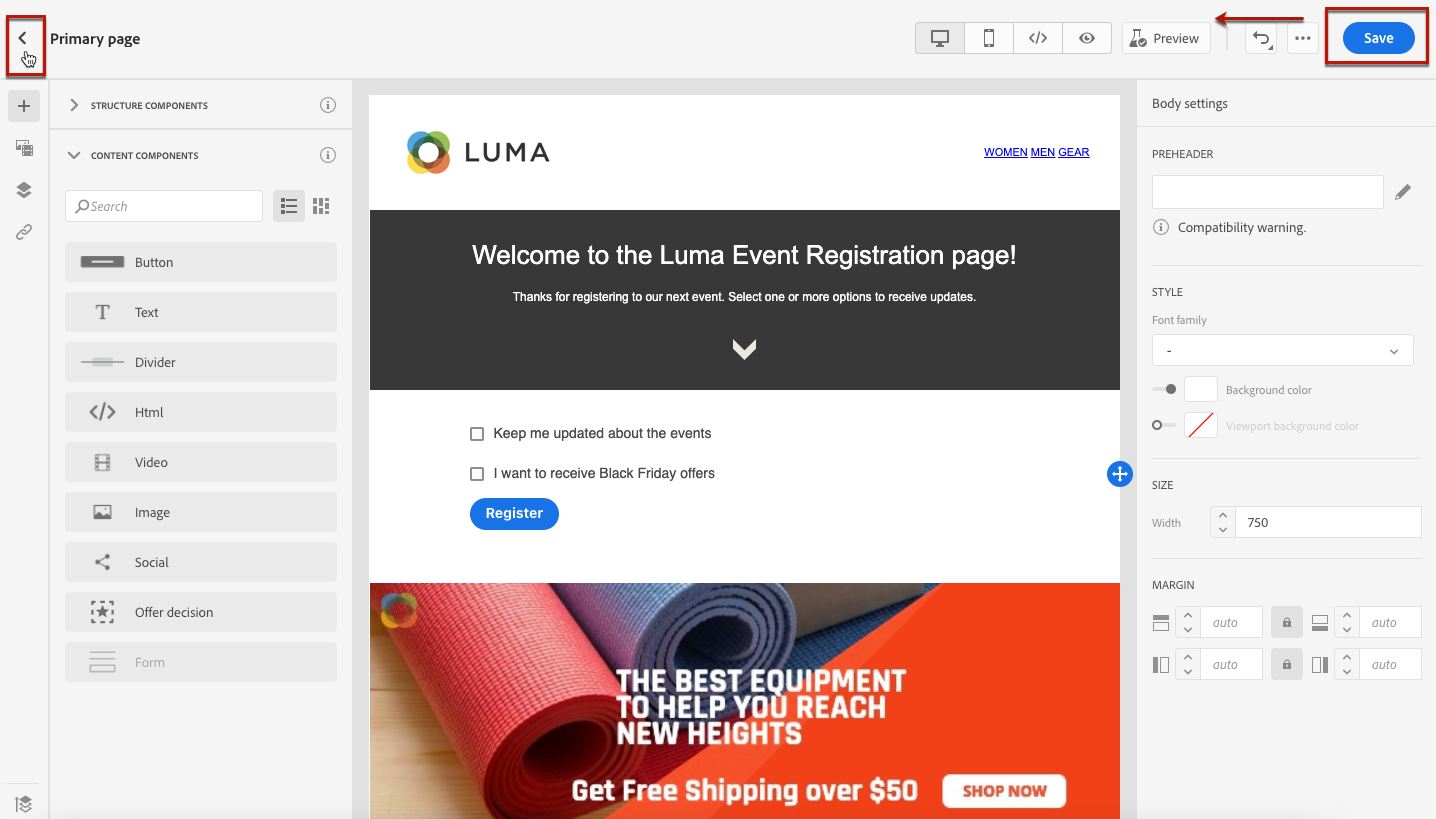 Primary page
Preview
Save
STRUCTURE COMPONENTS
CONTENT COMPONENTS
Search
Button
Text
Divider
Html
Video
Image
Social
Offer decision
Form
LUMA
WOMEN MEN GEAR
Welcome to the Luma Event Registration page!
Thanks for registering to our next event. Select one or more options to receive updates.
Keep me updated about the events
I want to receive Black Friday offers
Register
THE BEST EQUIPMENT
TO HELP YOU REACH
NEW HEIGHTS
Get Free Shipping over $50
SHOP NOW
Body settings
PREHEADER
Compatibility warning.
STYLE
Font family
-
Background color
Viewport background color
SIZE
Width 750
MARGIN
auto auto
auto auto